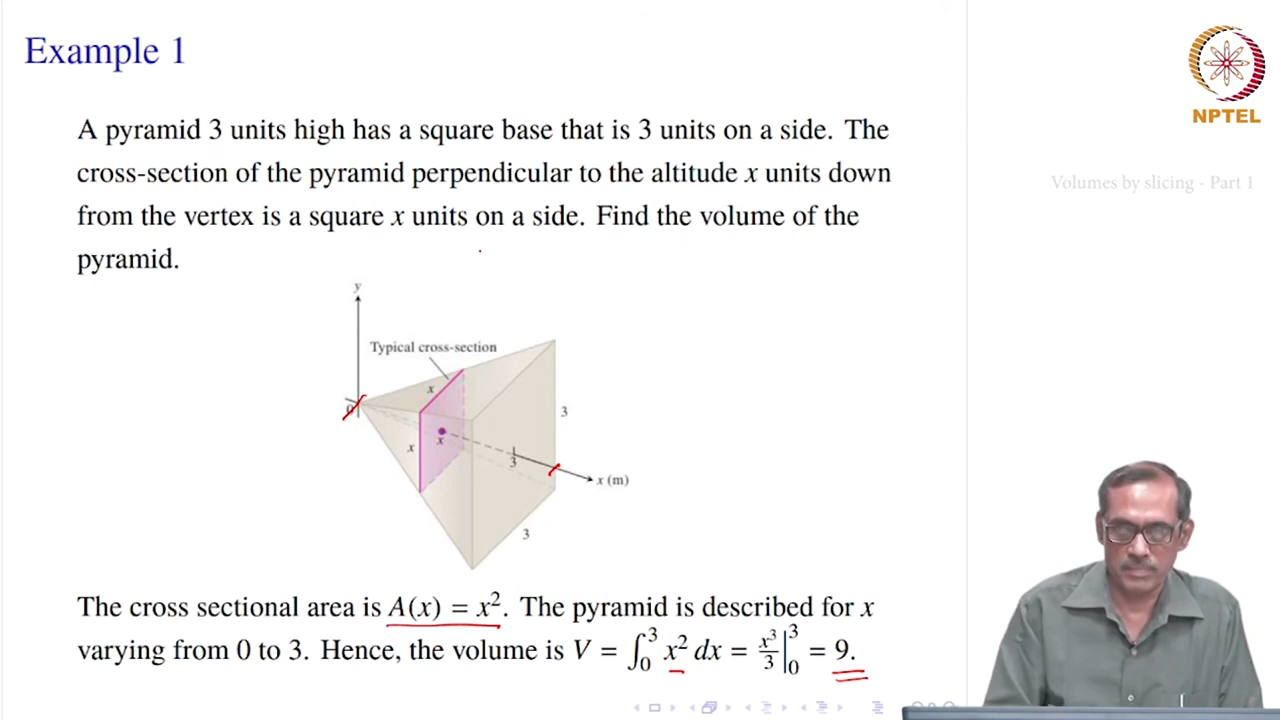 Example 1
NPTEL
A pyramid 3 units high has a square base that is 3 units on a side. The
cross-section of the pyramid perpendicular to the altitude x units down
from the vertex is a square x units on a side. Find the volume of the
pyramid.
Volumes by slicing - Part 1
y
Typical cross-section
x
0
3
x
x
3
x (m)
3
The cross sectional area is A(x) = x². The pyramid is described for x
varying from 0 to 3. Hence, the volume is V = ∫₀³ x² dx = x³/3 |₀³ = 9.